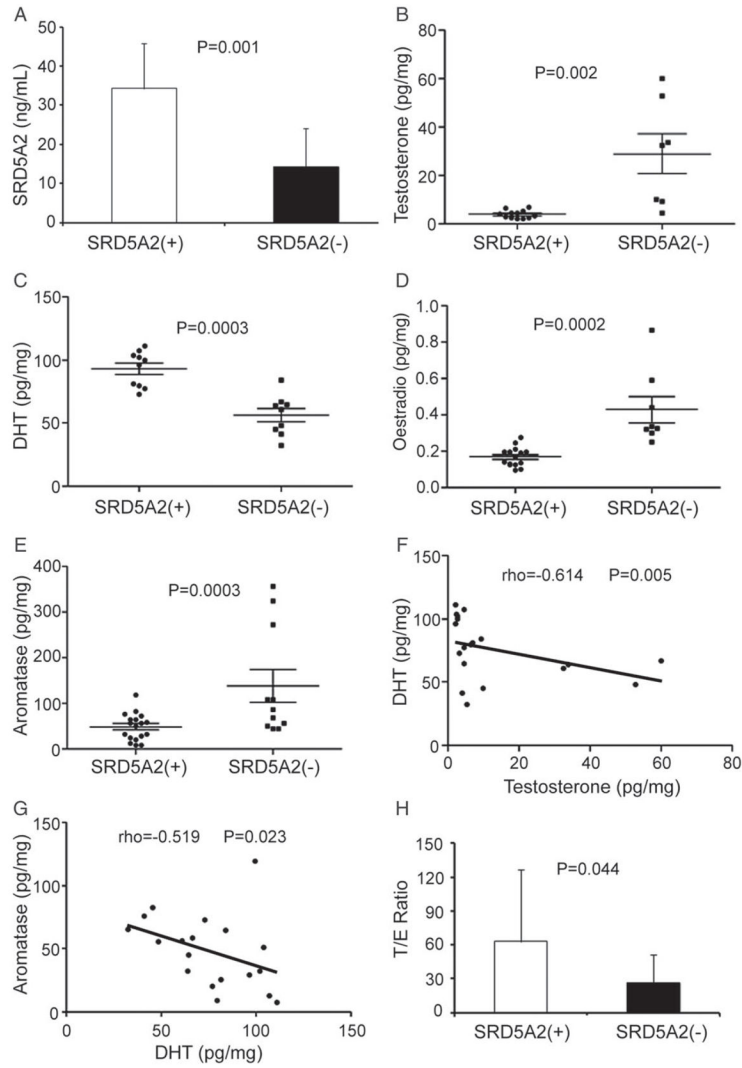 A
P=0.001
SRD5A2 (ng/mL)
50
40
30
20
10
0
SRD5A2(+) SRD5A2(-)
B
P=0.002
Testosterone (pg/mg)
80
60
40
20
0
SRD5A2(+) SRD5A2(-)
C
P=0.0003
DHT (pg/mg)
150
100
50
0
SRD5A2(+) SRD5A2(-)
D
P=0.0002
Oestradio (pg/mg)
1.0
0.8
0.6
0.4
0.2
0.0
SRD5A2(+) SRD5A2(-)
E
P=0.0003
Aromatase (pg/mg)
400
300
200
100
0
SRD5A2(+) SRD5A2(-)
F
rho=-0.614 P=0.005
DHT (pg/mg)
150
100
50
0
0 20 40 60 80
Testosterone (pg/mg)
G
rho=-0.519 P=0.023
Aromatase (pg/mg)
150
100
50
0
0 50 100 150
DHT (pg/mg)
H
P=0.044
T/E Ratio
150
120
90
60
30
0
SRD5A2(+) SRD5A2(-)